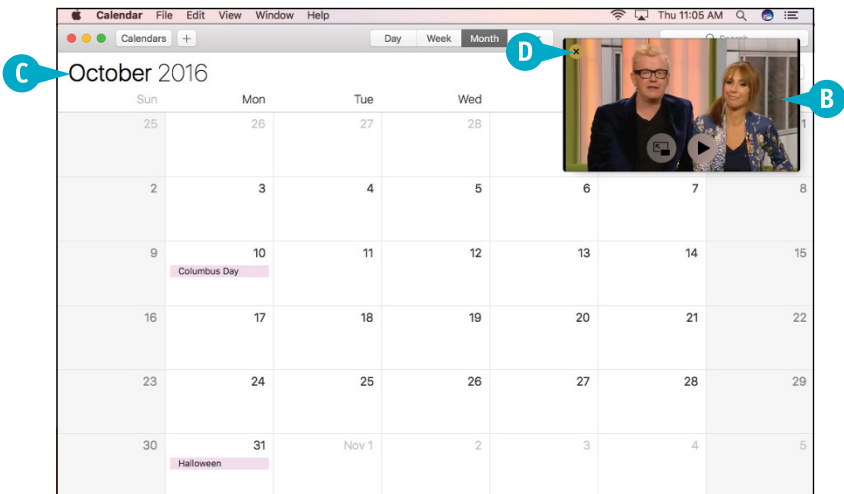 Calendar File Edit View Window Help Thu 11:05 AM
Calendars + Day Week Month Search
D
C
October 2016
B
Sun Mon Tue Wed
25 26 27 28 1
2 3 4 5 6 7 8
9 10 11 12 13 14 15
Columbus Day
16 17 18 19 20 21 22
23 24 25 26 27 28 29
30 31 Nov 1 2 3 4 5
Halloween